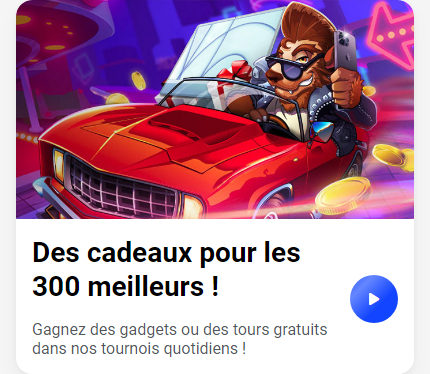 Des cadeaux pour les
300 meilleurs !
Gagnez des gadgets ou des tours gratuits
dans nos tournois quotidiens !